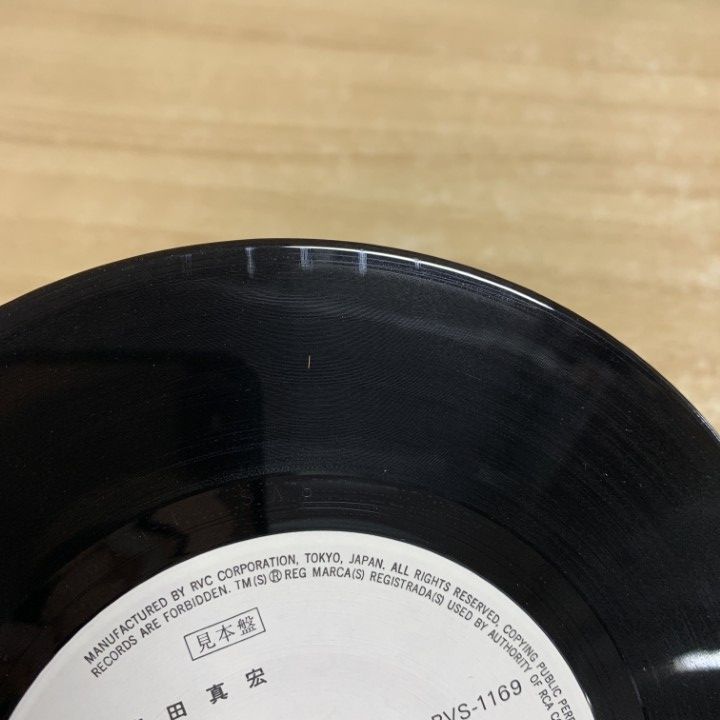 MANUFACTURED BY RVC CORPORATION, TOKYO, JAPAN. ALL RIGHTS RESERVED. COPYING PUBLIC
RECORDS ARE FORBIDDEN. TM(S) ® REG MARCA(S) REGISTRADA(S) USED BY AUTHORITY OF RCA
見本盤
田真宏
RVS-1169